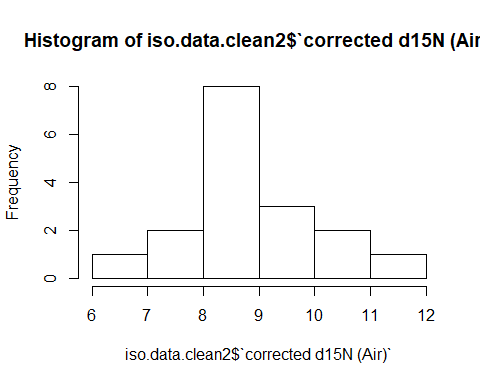 Histogram of iso.data.clean2$`corrected d15N (Air
Frequency
8
6
4
2
0
6 7 8 9 10 11 12
iso.data.clean2$`corrected d15N (Air)`